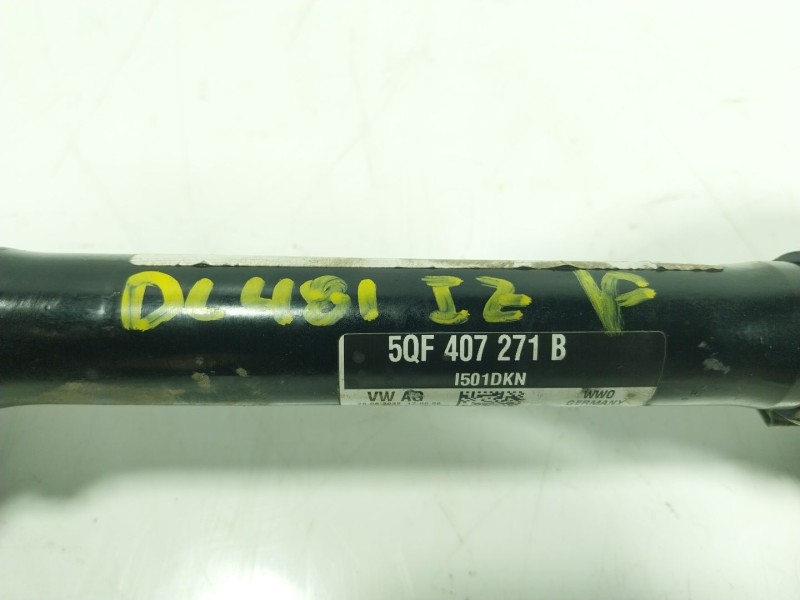 DL481 IZ P
5QF 407 271 B
I501DKN
VW AG WWO
GERMANY